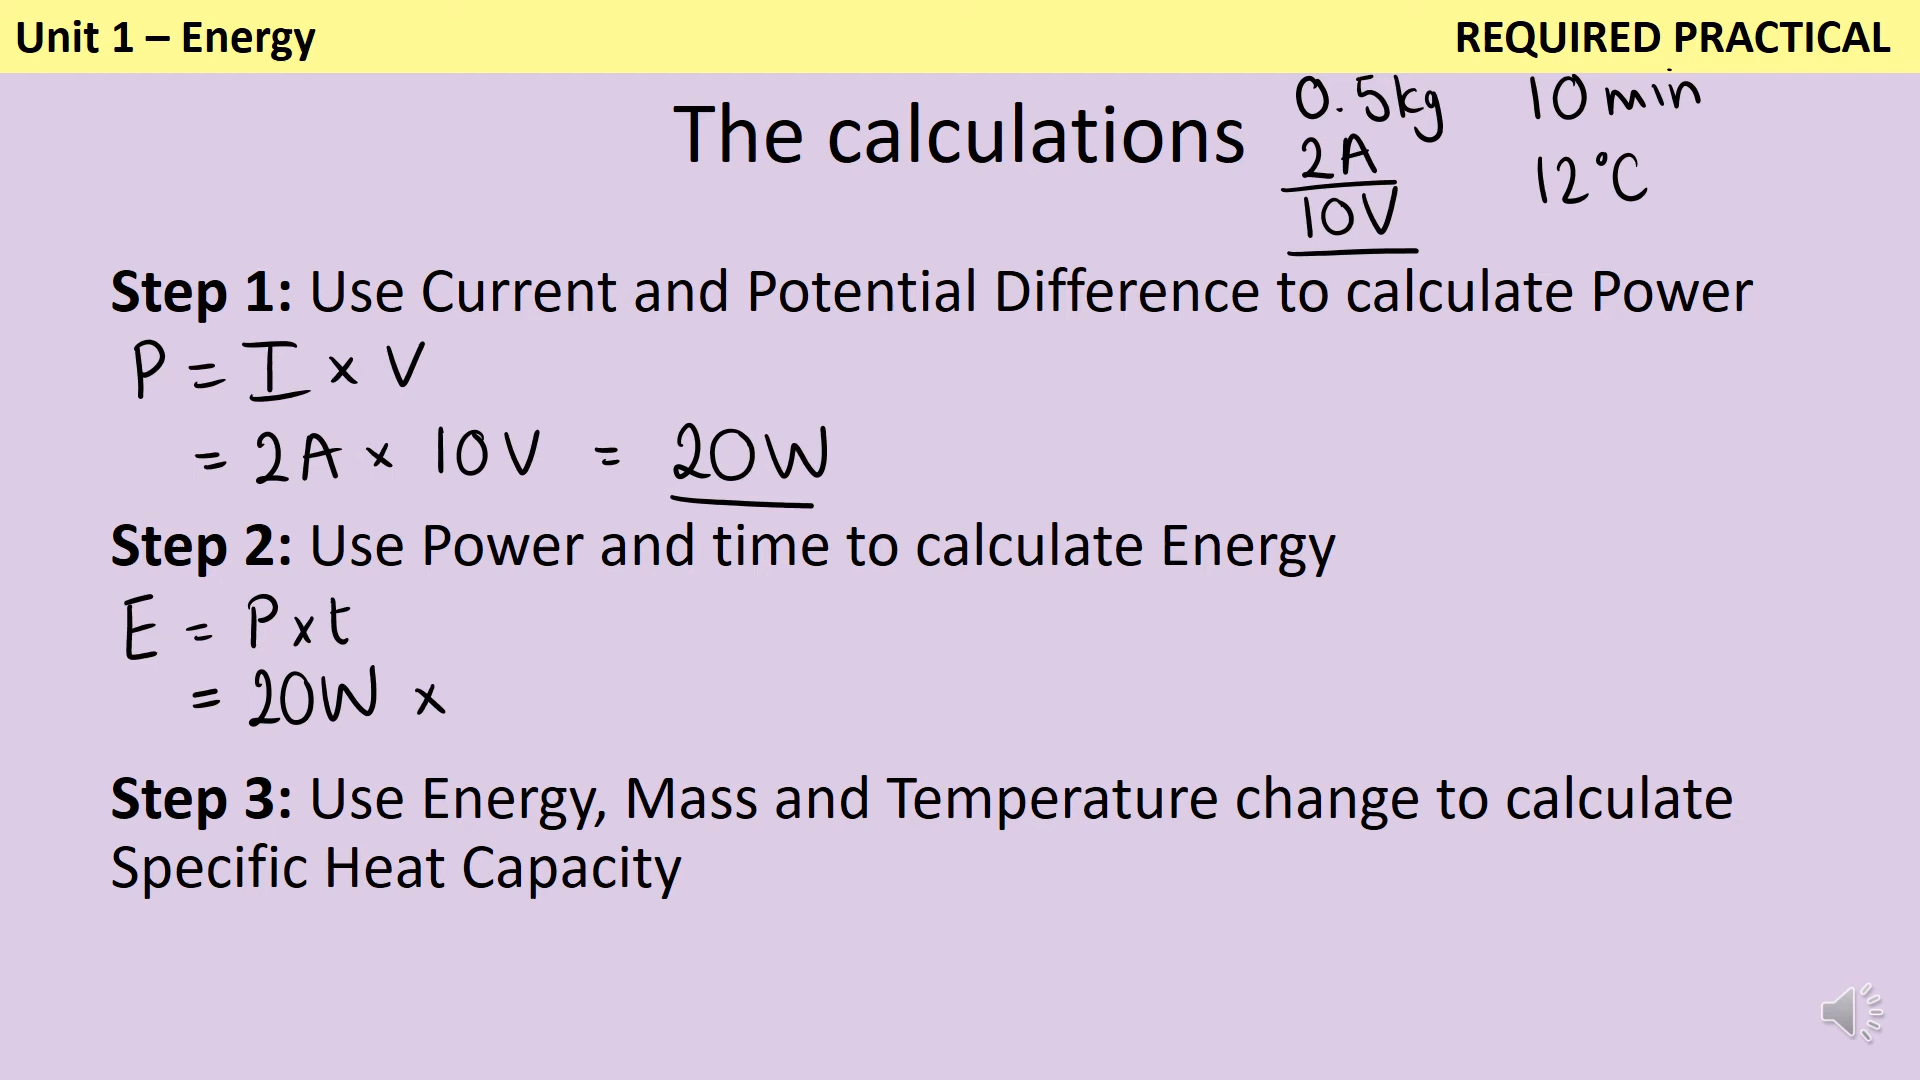 Unit 1 – Energy
REQUIRED PRACTICAL
The calculations
0.5kg
10 min
2A
12°C
10V
Step 1: Use Current and Potential Difference to calculate Power
P = I × V
= 2A × 10V = 20W
Step 2: Use Power and time to calculate Energy
E = P×t
= 20W ×
Step 3: Use Energy, Mass and Temperature change to calculate
Specific Heat Capacity